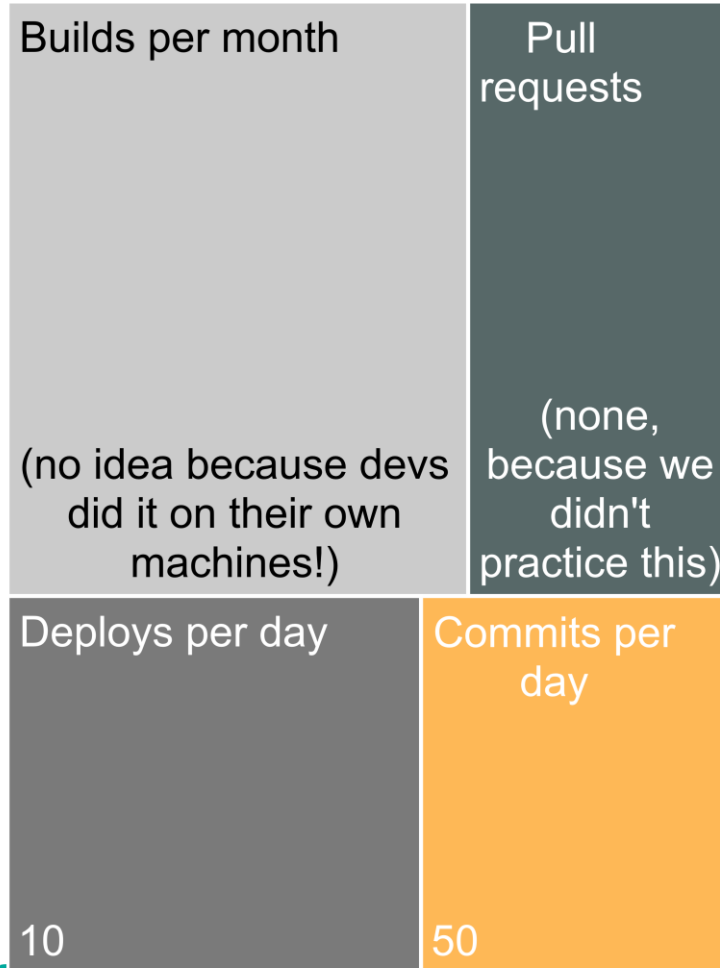 Builds per month
(no idea because devs
did it on their own
machines!)
Pull
requests
(none,
because we
didn't
practice this)
Deploys per day
10
Commits per
day
50